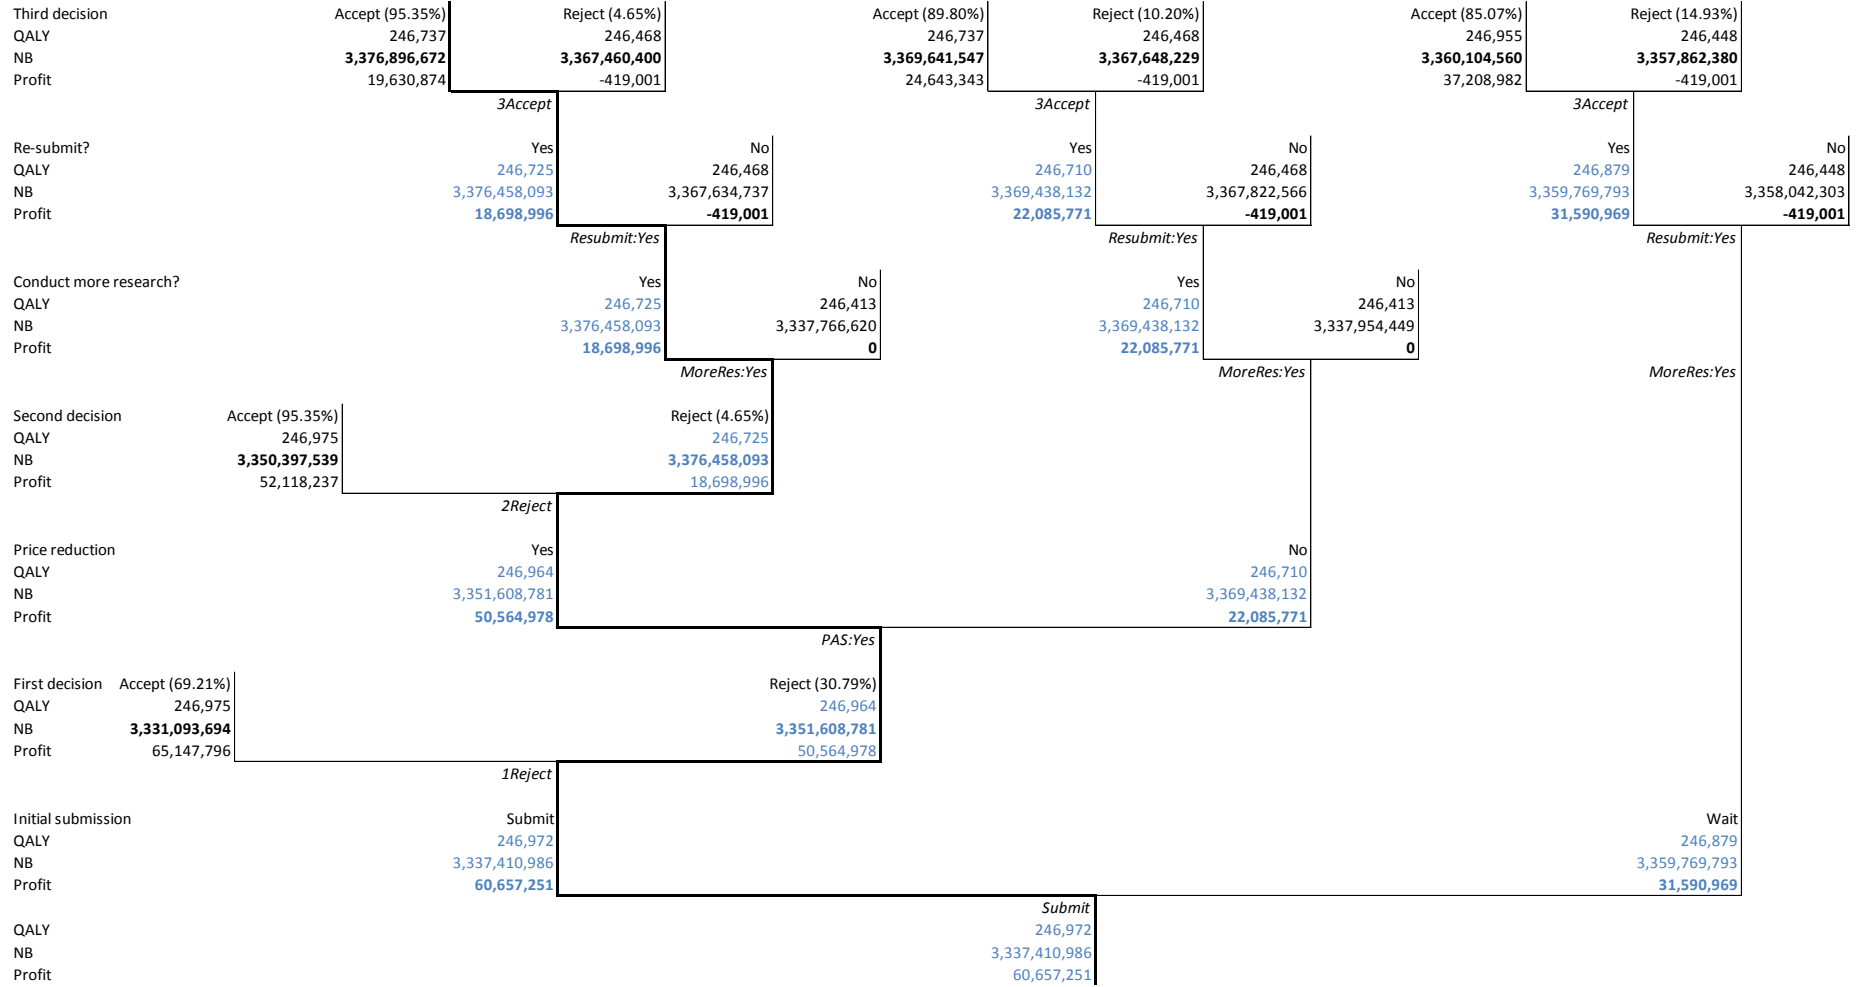 Third decision Accept (95.35%) Reject (4.65%) Accept (89.80%) Reject (10.20%) Accept (85.07%) Reject (14.93%)
QALY 246,737 246,468 246,737 246,468 246,955 246,448
NB 3,376,896,672 3,367,460,400 3,369,641,547 3,367,648,229 3,360,104,560 3,357,862,380
Profit 19,630,874 -419,001 24,643,343 -419,001 37,208,982 -419,001
3Accept 3Accept 3Accept
Re-submit? Yes No Yes No Yes No
QALY 246,725 246,468 246,710 246,468 246,879 246,448
NB 3,376,458,093 3,367,634,737 3,369,438,132 3,367,822,566 3,359,769,793 3,358,042,303
Profit 18,698,996 -419,001 22,085,771 -419,001 31,590,969 -419,001
Resubmit:Yes Resubmit:Yes Resubmit:Yes
Conduct more research? Yes No Yes No
QALY 246,725 246,413 246,710 246,413
NB 3,376,458,093 3,337,766,620 3,369,438,132 3,337,954,449
Profit 18,698,996 0 22,085,771 0
MoreRes:Yes MoreRes:Yes MoreRes:Yes
Second decision Accept (95.35%) Reject (4.65%)
QALY 246,975 246,725
NB 3,350,397,539 3,376,458,093
Profit 52,118,237 18,698,996
2Reject
Price reduction Yes No
QALY 246,964 246,710
NB 3,351,608,781 3,369,438,132
Profit 50,564,978 22,085,771
PAS:Yes
First decision Accept (69.21%) Reject (30.79%)
QALY 246,975 246,964
NB 3,331,093,694 3,351,608,781
Profit 65,147,796 50,564,978
1Reject
Initial submission Submit Wait
QALY 246,972 246,879
NB 3,337,410,986 3,359,769,793
Profit 60,657,251 31,590,969
Submit
QALY 246,972
NB 3,337,410,986
Profit 60,657,251